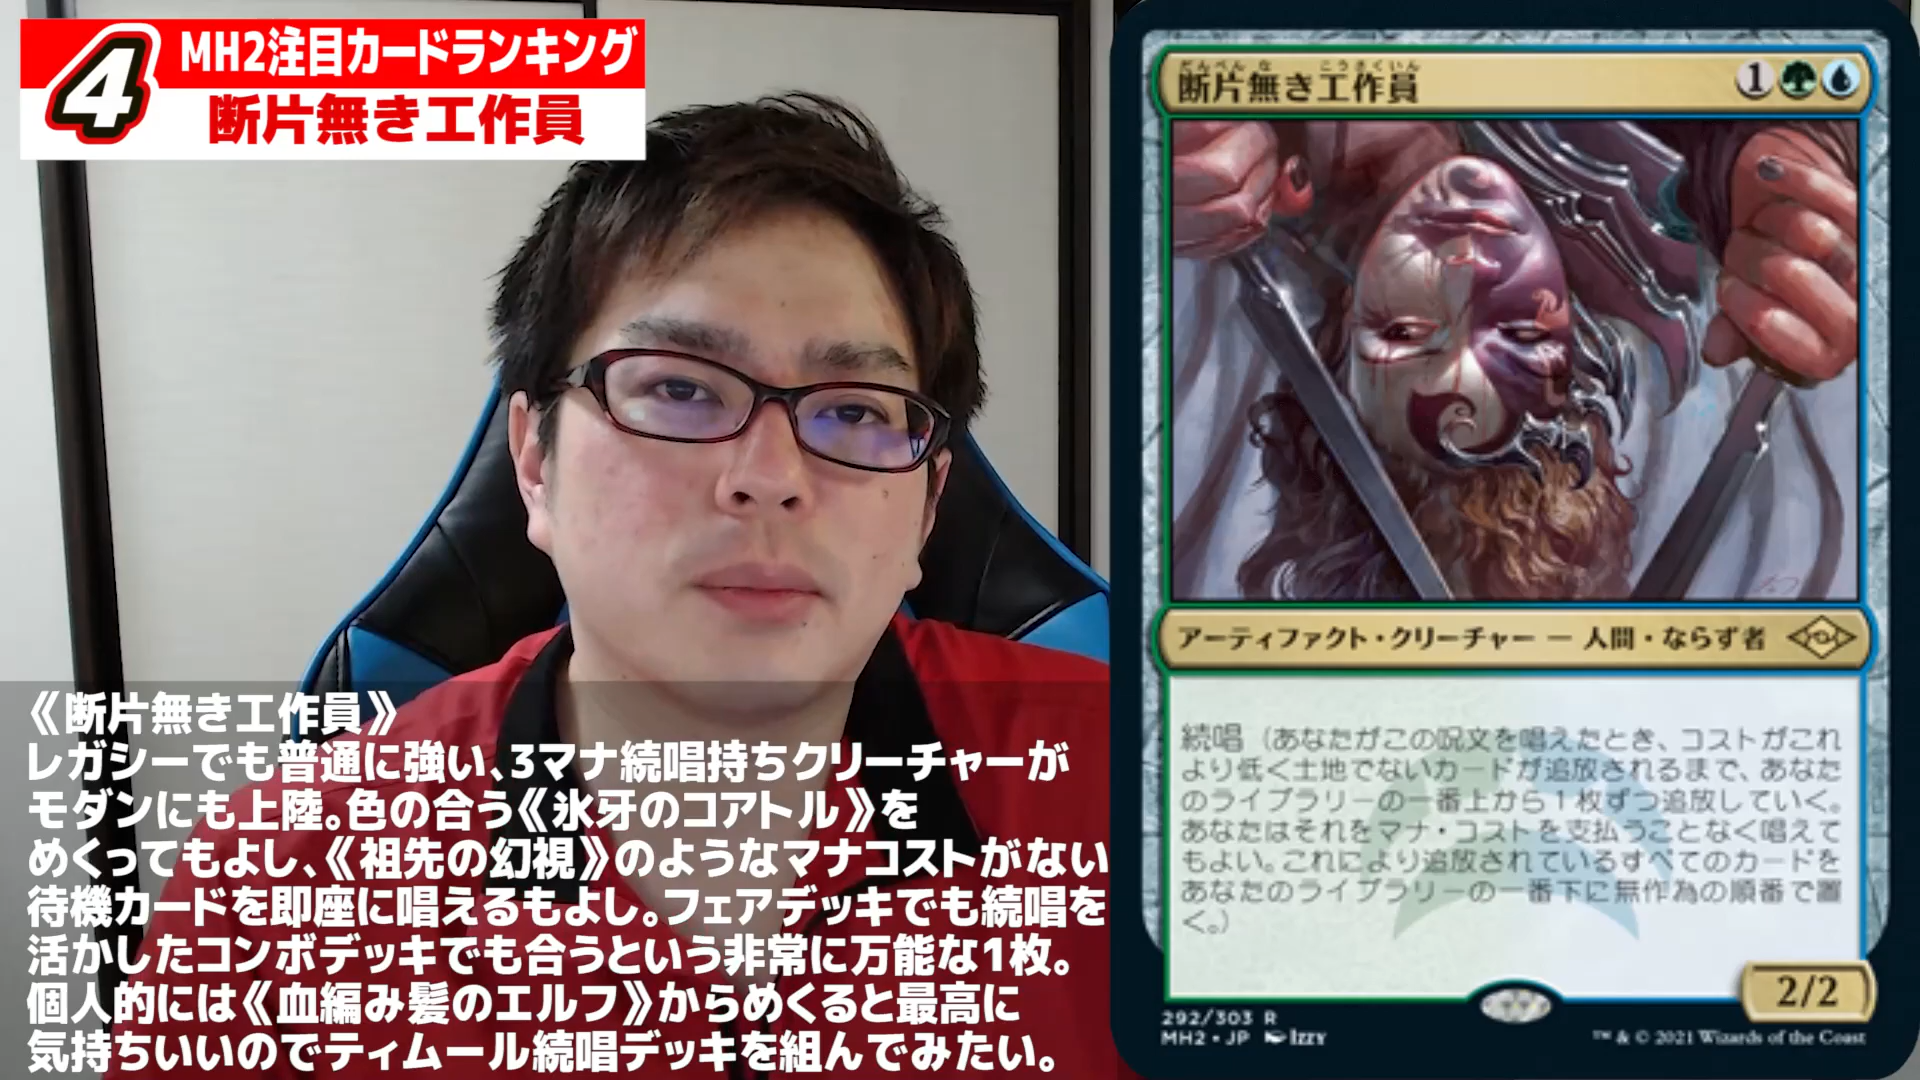 4
MH2注目カードランキング
断片無き工作員
《断片無き工作員》
レガシーでも普通に強い、3マナ続唱持ちクリーチャーが
モダンにも上陸。色の合う《氷牙のコアトル》を
めくってもよし、《祖先の幻視》のようなマナコストがない
待機カードを即座に唱えるもよし。フェアデッキでも続唱を
活かしたコンボデッキでも合うという非常に万能な1枚。
個人的には《血編み髪のエルフ》からめくると最高に
気持ちいいのでティムール続唱デッキを組んでみたい。
だんぺん な こうさくいん
断片無き工作員
1
アーティファクト・クリーチャー — 人間・ならず者
続唱（あなたがこの呪文を唱えたとき、コストがこれ
より低く土地でないカードが追放されるまで、あなた
のライブラリーの一番上から1枚ずつ追放していく。
あなたはそれをマナ・コストを支払うことなく唱えて
もよい。これにより追放されているすべてのカードを
あなたのライブラリーの一番下に無作為の順番で置
く。）
2/2
292/303 R
MH2 • JP Izzy
™ & © 2021 Wizards of the Coast